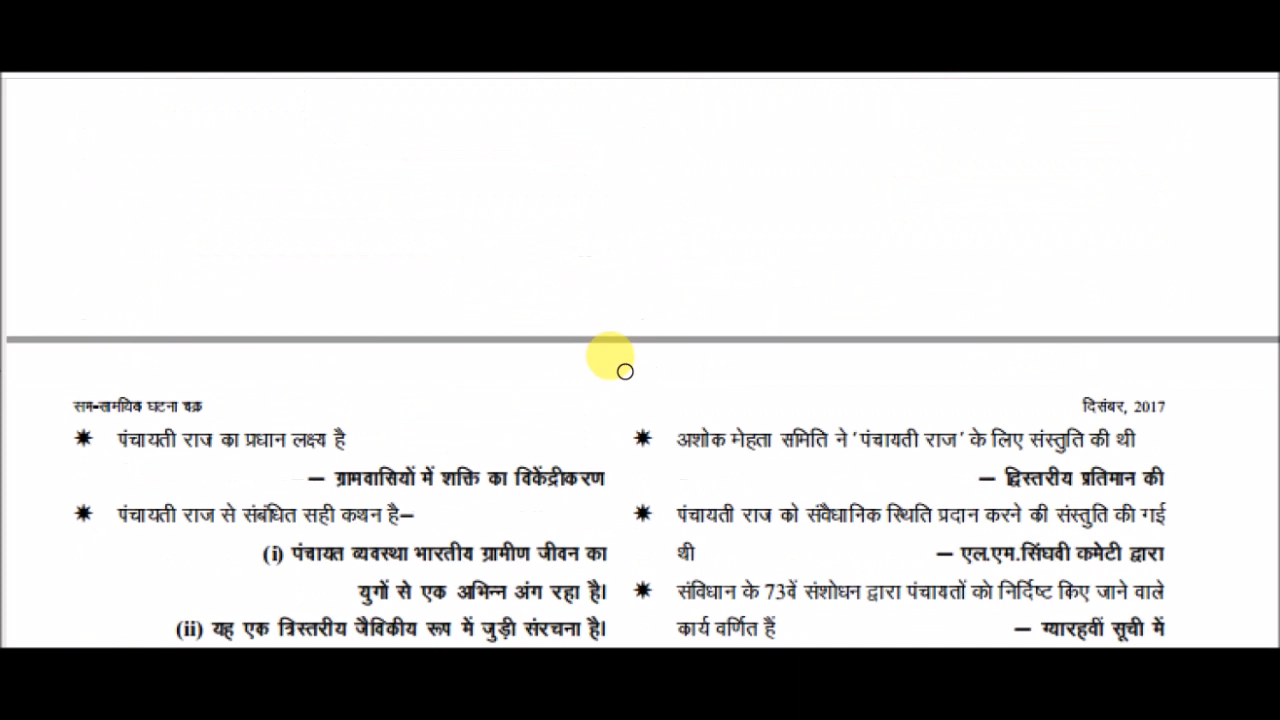 सम-सामयिक घटना चक्र
दिसंबर, 2017
✷ पंचायती राज का प्रधान लक्ष्य है
– ग्रामवासियों में शक्ति का विकेंद्रीकरण
✷ पंचायती राज से संबंधित सही कथन है–
(i) पंचायत व्यवस्था भारतीय ग्रामीण जीवन का
युगों से एक अभिन्न अंग रहा है।
(ii) यह एक त्रिस्तरीय जैविकीय रूप में जुड़ी संरचना है।
✷ अशोक मेहता समिति ने 'पंचायती राज' के लिए संस्तुति की थी
– द्विस्तरीय प्रतिमान की
✷ पंचायती राज को संवैधानिक स्थिति प्रदान करने की संस्तुति की गई
थी – एल.एम.सिंघवी कमेटी द्वारा
✷ संविधान के 73वें संशोधन द्वारा पंचायतों को निर्दिष्ट किए जाने वाले
कार्य वर्णित हैं – ग्यारहवीं सूची में